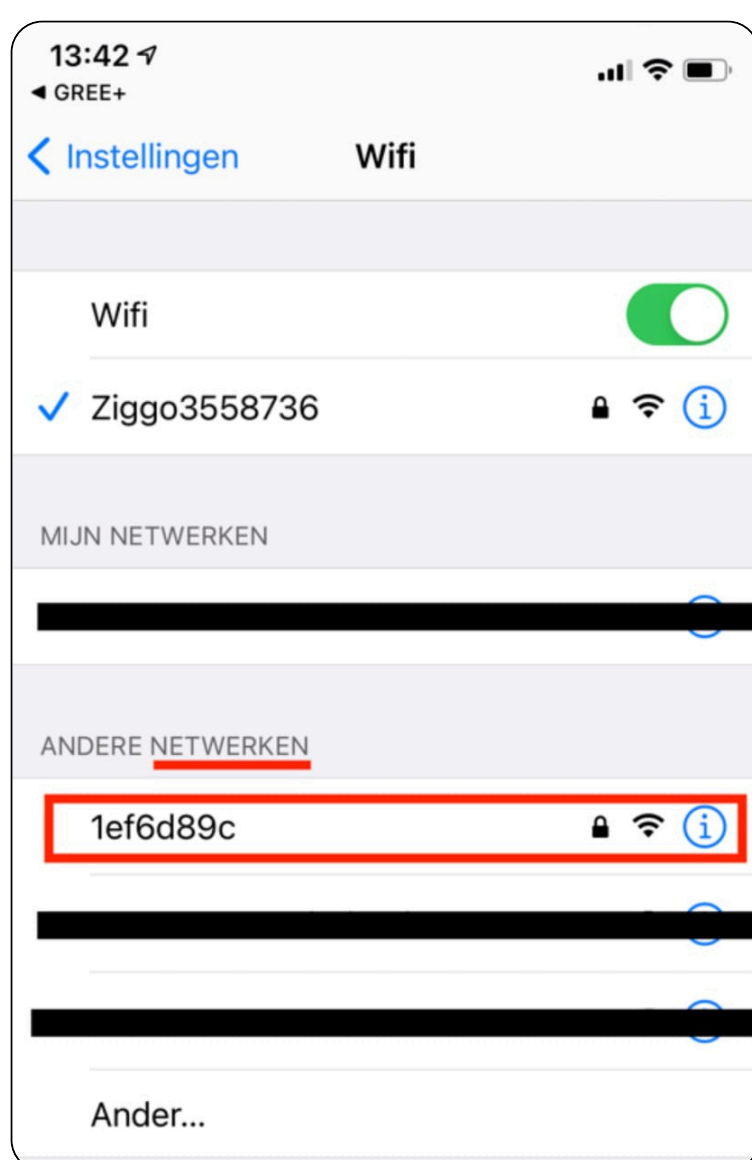 13:42
GREE+
Instellingen Wifi
Wifi
Ziggo3558736
MIJN NETWERKEN
ANDERE NETWERKEN
1ef6d89c
Ander...